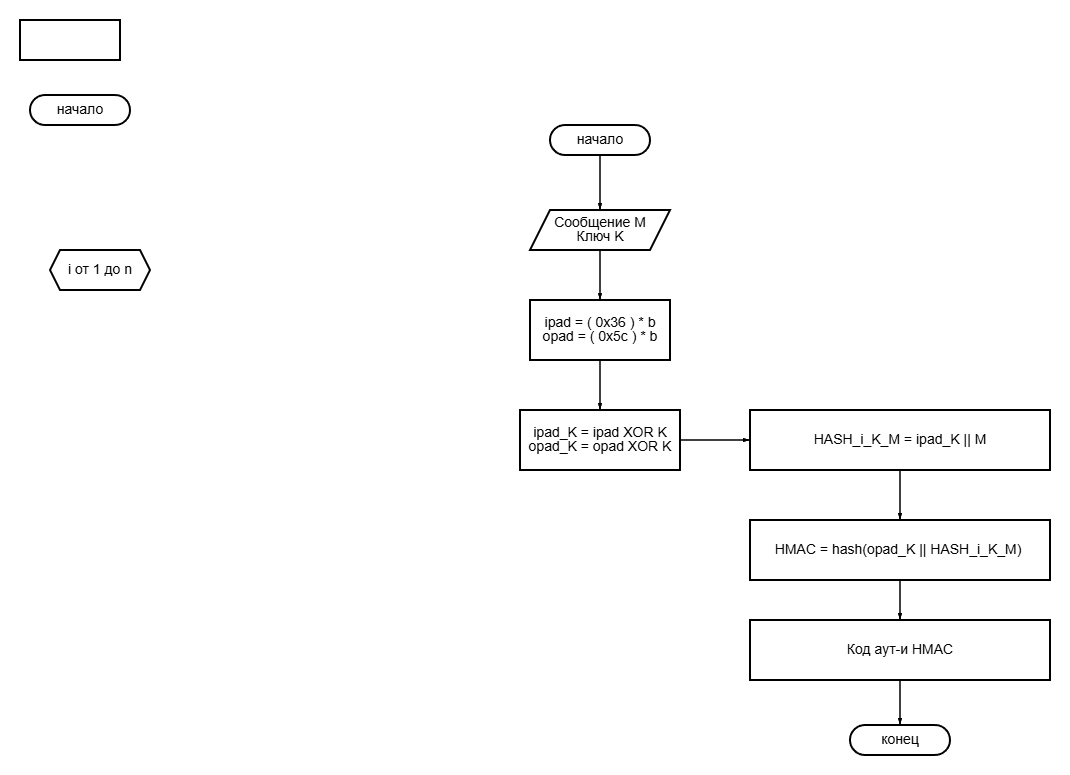 начало
начало
Сообщение М
Ключ К
i от 1 до n
ipad = ( 0x36 ) * b
opad = ( 0x5c ) * b
ipad_K = ipad XOR K
opad_K = opad XOR K
HASH_i_K_M = ipad_K || M
HMAC = hash(opad_K || HASH_i_K_M)
Код аут-и HMAC
конец